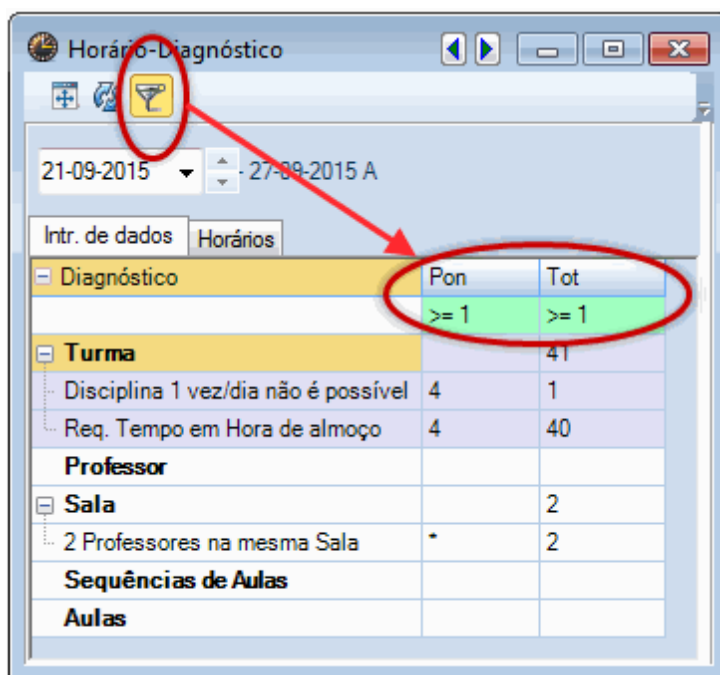 Horário-Diagnóstico
21-09-2015 - 27-09-2015 A
Intr. de dados Horários
Diagnóstico Pon Tot
>= 1 >= 1
Turma 41
Disciplina 1 vez/dia não é possível 4 1
Req. Tempo em Hora de almoço 4 40
Professor
Sala 2
2 Professores na mesma Sala * 2
Sequências de Aulas
Aulas